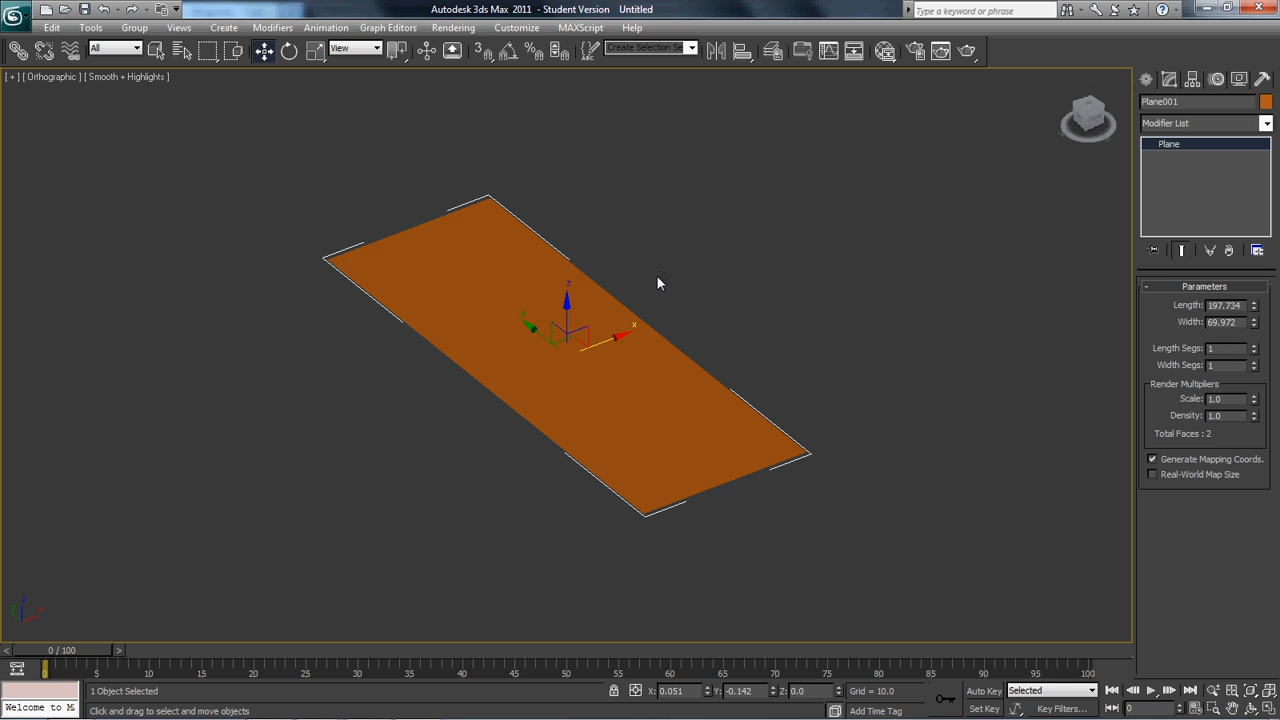 Autodesk 3ds Max 2011 - Student Version Untitled
Type a keyword or phrase
Edit Tools Group Views Create Modifiers Animation Graph Editors Rendering Customize MAXScript Help
All View Create Selection Se
[ + ] [ Orthographic ] [ Smooth + Highlights ]
Plane001
Modifier List
Plane
Parameters
Length: 197.734
Width: 69.972
Length Segs: 1
Width Segs: 1
Render Multipliers
Scale: 1.0
Density: 1.0
Total Faces : 2
Generate Mapping Coords.
Real-World Map Size
z
x
y
z
x
y
< 0 / 100 >
0 5 10 15 20 25 30 35 40 45 50 55 60 65 70 75 80 85 90 95 100
1 Object Selected X: 0.051 Y: -0.142 Z: 0.0 Grid = 10.0 Auto Key Selected
Welcome to M Click and drag to select and move objects Add Time Tag Set Key Key Filters... 0